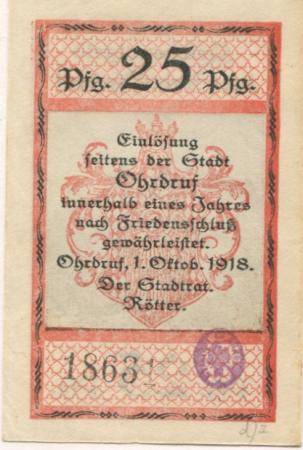 Pfg. 25 Pfg.
Einlösung
seitens der Stadt
Ohrdruf
innerhalb eines Jahres
nach Friedensschluß
gewährleistet.
Ohrdruf, 1. Oktob. 1918.
Der Stadtrat.
Rötter.
1863